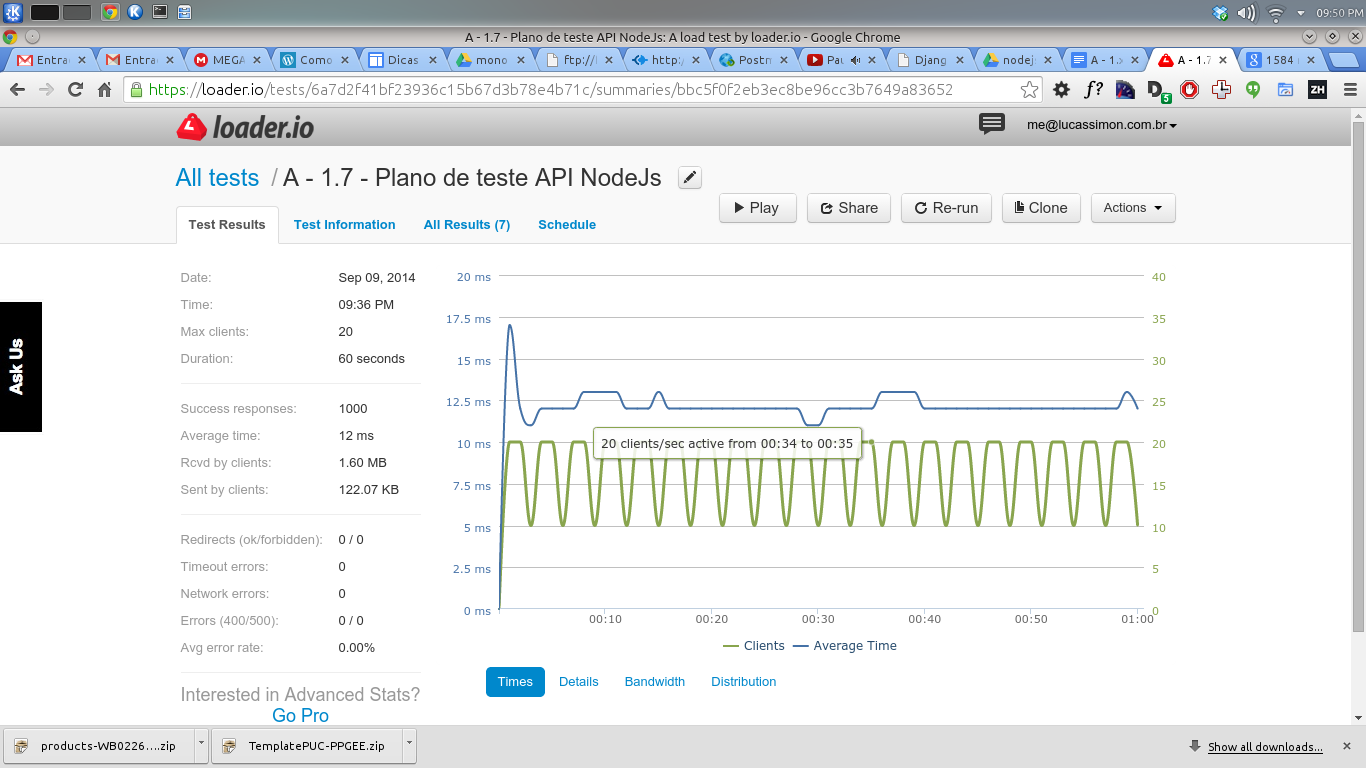 09:50 PM
A - 1.7 - Plano de teste API NodeJs: A load test by loader.io - Google Chrome
Entra
Entra
MEGA
Como
Dicas
mono
ftp://
http:
Postm
Pau
Djang
nodej
A - 1.
A - 1.7
1584
https://loader.io/tests/6a7d2f41bf23936c15b67d3b78e4b71c/summaries/bbc5f0f2eb3ec8be96cc3b7649a83652
f?
D
5
ZH
loader.io
me@lucassimon.com.br
All tests / A - 1.7 - Plano de teste API NodeJs
Play
Share
Re-run
Clone
Actions
Test Results
Test Information
All Results (7)
Schedule
Ask Us
Date: Sep 09, 2014
Time: 09:36 PM
Max clients: 20
Duration: 60 seconds
Success responses: 1000
Average time: 12 ms
Rcvd by clients: 1.60 MB
Sent by clients: 122.07 KB
Redirects (ok/forbidden): 0 / 0
Timeout errors: 0
Network errors: 0
Errors (400/500): 0 / 0
Avg error rate: 0.00%
Interested in Advanced Stats?
Go Pro
20 ms
17.5 ms
15 ms
12.5 ms
10 ms
7.5 ms
5 ms
2.5 ms
0 ms
40
35
30
25
20
15
10
5
0
20 clients/sec active from 00:34 to 00:35
00:10
00:20
00:30
00:40
00:50
01:00
Clients
Average Time
Times
Details
Bandwidth
Distribution
products-WB0226....zip
TemplatePUC-PPGEE.zip
Show all downloads...